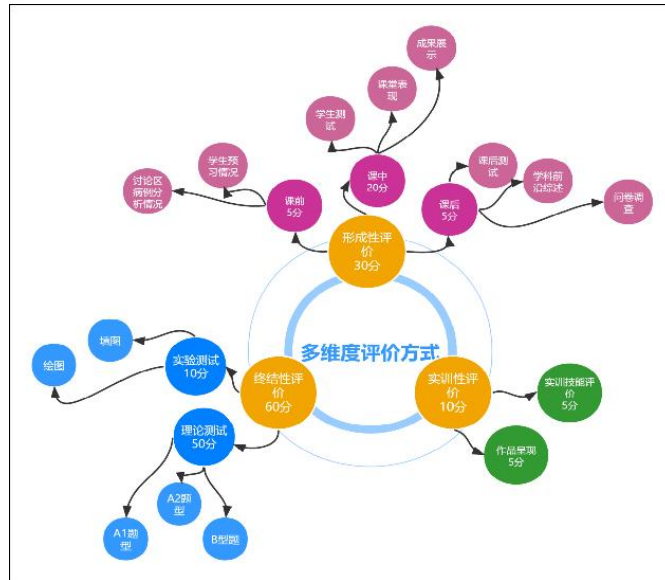 成果展
示
课堂表
现
学生测
试
课中
20分
学生预
习情况
讨论区
病例分
析情况
课前
5分
课后测
试
学科前
沿综述
问卷调
查
课后
5分
形成性评
价
30分
多维度评价方式
填图
绘图
实验测试
10分
终结性评
价
60分
实训性评
价
10分
实训技能评
价
5分
作品呈现
5分
理论测试
50分
A1题
型
A2题
型
B型题